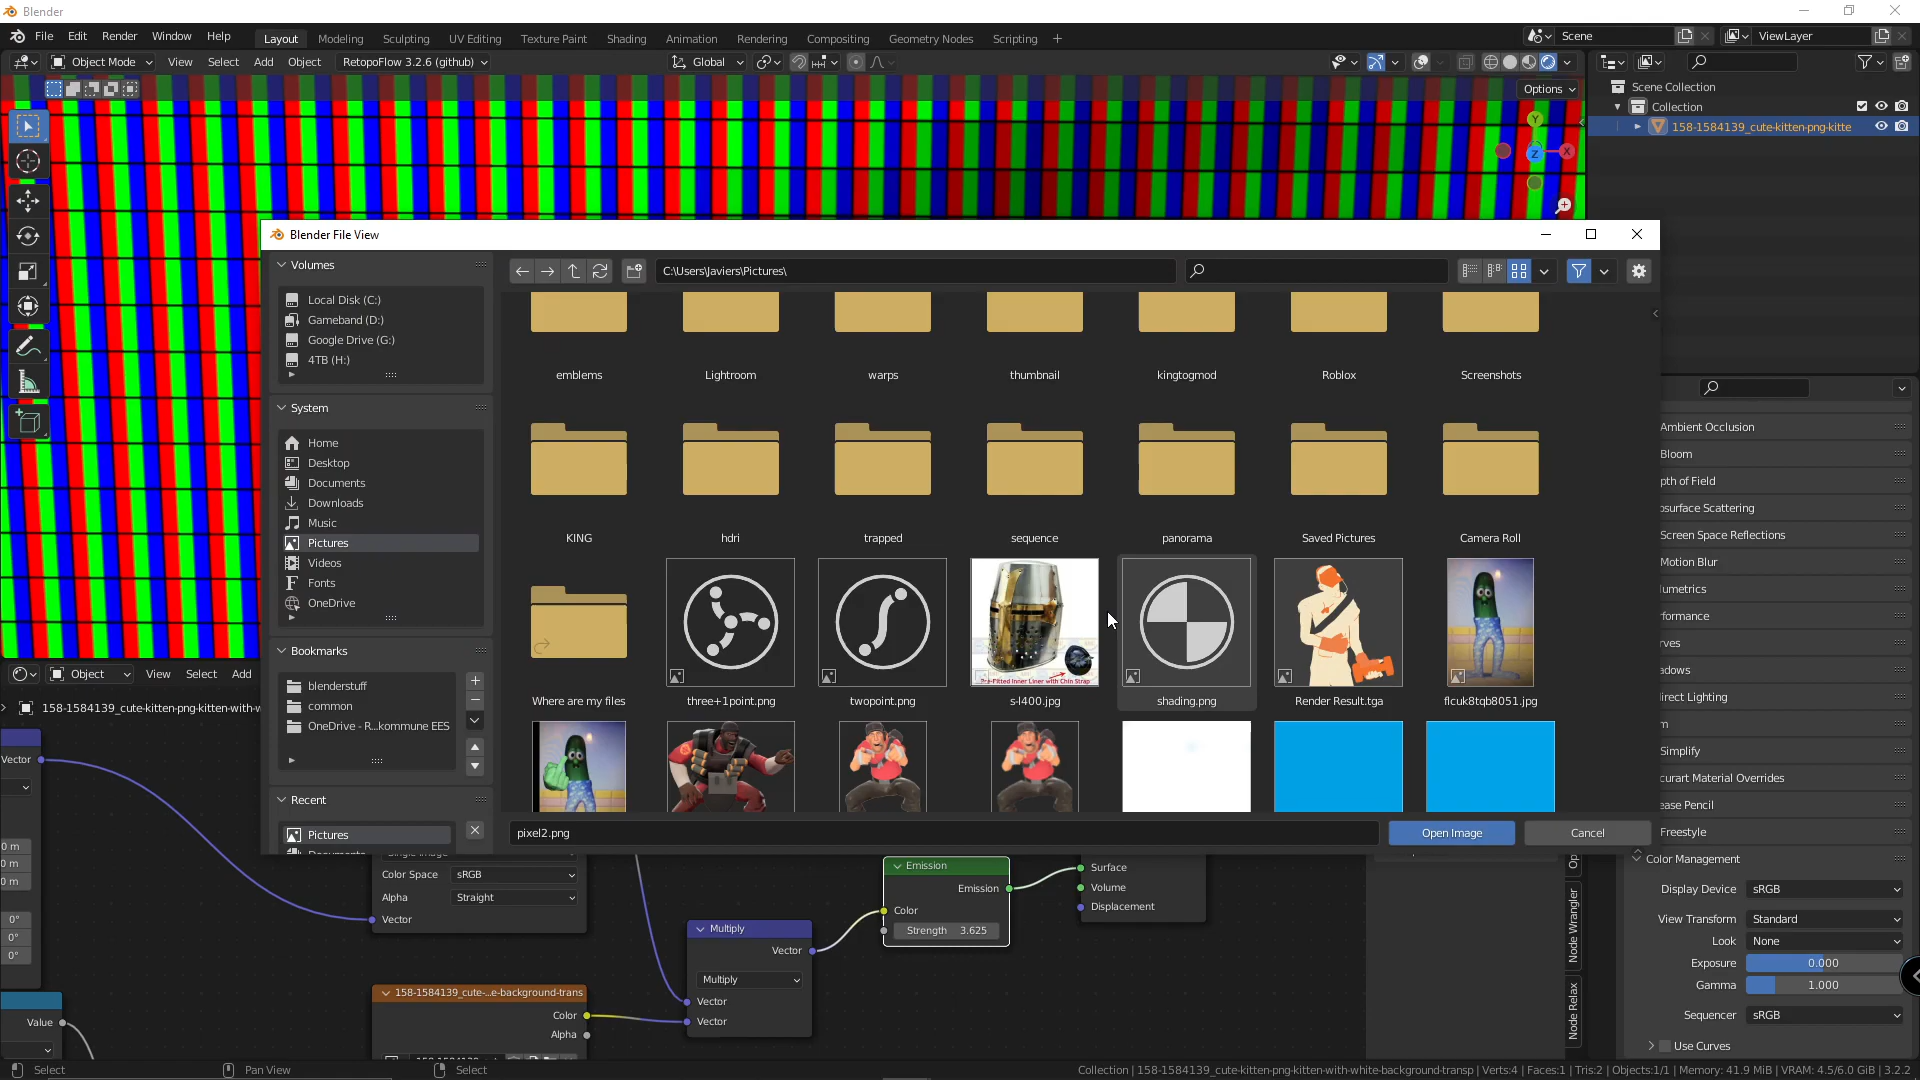 Blender
File Edit Render Window Help
Layout Modeling Sculpting UV Editing Texture Paint Shading Animation Rendering Compositing Geometry Nodes Scripting +
Scene
ViewLayer
Object Mode View Select Add Object RetopoFlow 3.2.6 (github) Global
Options
Y
X
Z
Scene Collection
Collection
158-1584139_cute-kitten-png-kitte
Blender File View
Volumes
Local Disk (C:)
Gameband (D:)
Google Drive (G:)
4TB (H:)
System
Home
Desktop
Documents
Downloads
Music
Pictures
Videos
Fonts
OneDrive
Bookmarks
blenderstuff
common
OneDrive - R...kommune EES
Recent
Pictures
C:\Users\Javiers\Pictures\
emblems Lightroom warps thumbnail kingtogmod Roblox Screenshots
KING hdri trapped sequence panorama Saved Pictures Camera Roll
Where are my files three+1point.png twopoint.png s-l400.jpg shading.png Render Result.tga flcuk8tqb8051.jpg
pixel2.png
Open Image
Cancel
Ambient Occlusion
Bloom
pth of Field
bsurface Scattering
Screen Space Reflections
Motion Blur
lumetrics
rformance
rves
adows
direct Lighting
m
Simplify
curart Material Overrides
ease Pencil
Freestyle
Color Management
Display Device sRGB
View Transform Standard
Look None
Exposure 0.000
Gamma 1.000
Sequencer sRGB
Use Curves
Object View Select Add
158-1584139_cute-kitten-png-kitten-with-w
Vector
0 m
0 m
0 m
0°
0°
0°
Value
Color Space sRGB
Alpha Straight
Vector
158-1584139_cute-...e-background-trans
Color
Alpha
Multiply
Vector
Multiply
Vector
Vector
Emission
Emission
Color
Strength 3.625
Surface
Volume
Displacement
Op
Node Wrangler
Node Relax
Select Pan View Select
Collection | 158-1584139_cute-kitten-png-kitten-with-white-background-transp | Verts:4 | Faces:1 | Tris:2 | Objects:1/1 | Memory: 41.9 MiB | VRAM: 4.5/6.0 GiB | 3.2.2